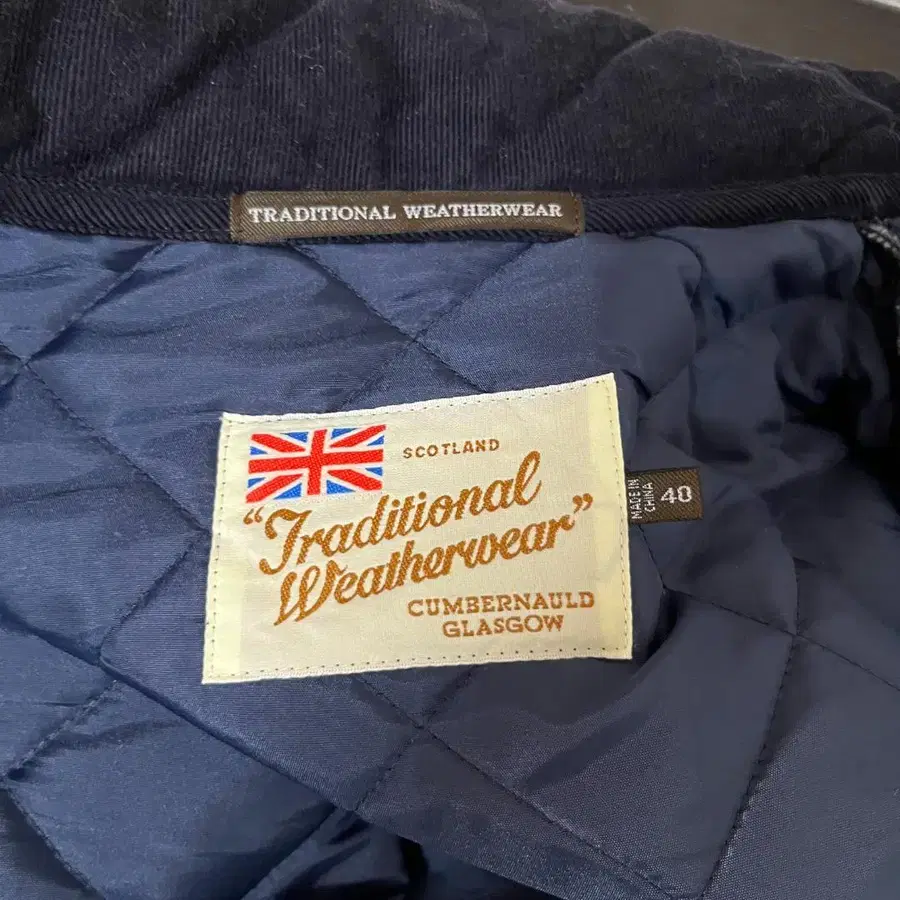 TRADITIONAL WEATHERWEAR
SCOTLAND
“Traditional
Weatherwear”
CUMBERNAULD
GLASGOW
MADE IN
CHINA
40